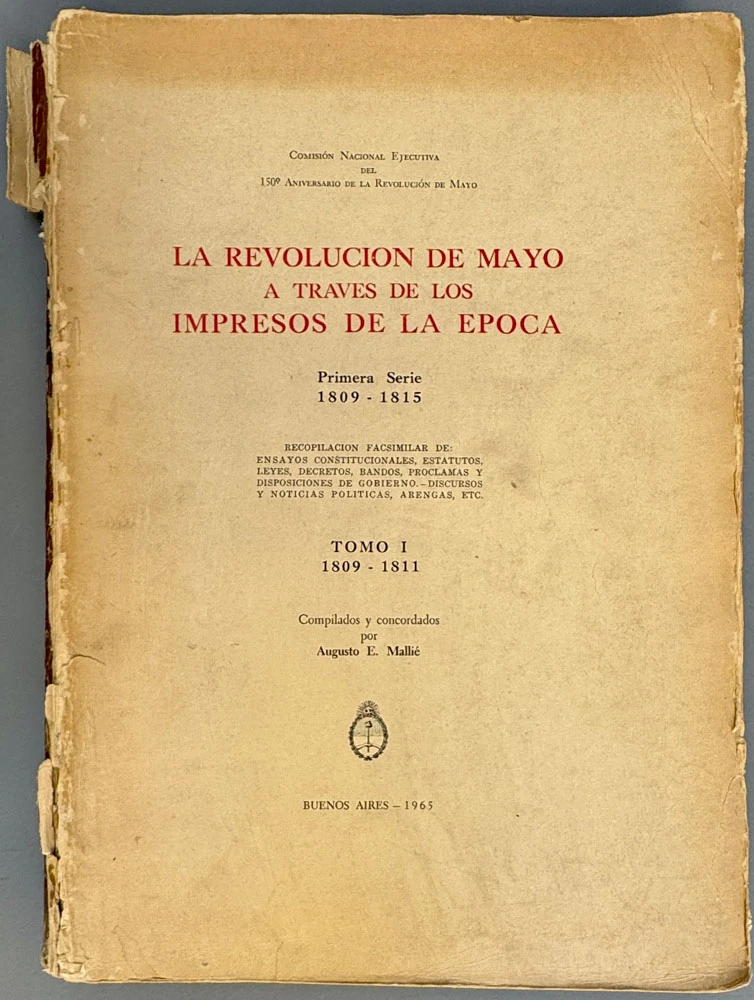 Comisión Nacional Ejecutiva
del
150º Aniversario de la Revolución de Mayo
LA REVOLUCION DE MAYO
A TRAVES DE LOS
IMPRESOS DE LA EPOCA
Primera Serie
1809 - 1815
RECOPILACION FACSIMILAR DE:
ENSAYOS CONSTITUCIONALES, ESTATUTOS,
LEYES, DECRETOS, BANDOS, PROCLAMAS Y
DISPOSICIONES DE GOBIERNO. – DISCURSOS
Y NOTICIAS POLITICAS, ARENGAS, ETC.
TOMO I
1809 - 1811
Compilados y concordados
por
Augusto E. Mallié
BUENOS AIRES – 1965